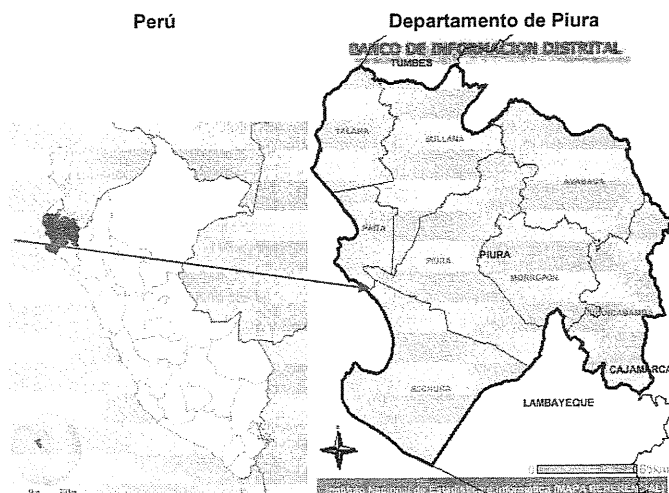 Perú
Departamento de Piura
BANCO DE INFORMACION DISTRITAL
TUMBES
TALARA
SULLANA
AYABACA
PAITA
PIURA
PIURA
MORROPON
HUANCABAMBA
CAJAMARCA
SECHURA
LAMBAYEQUE